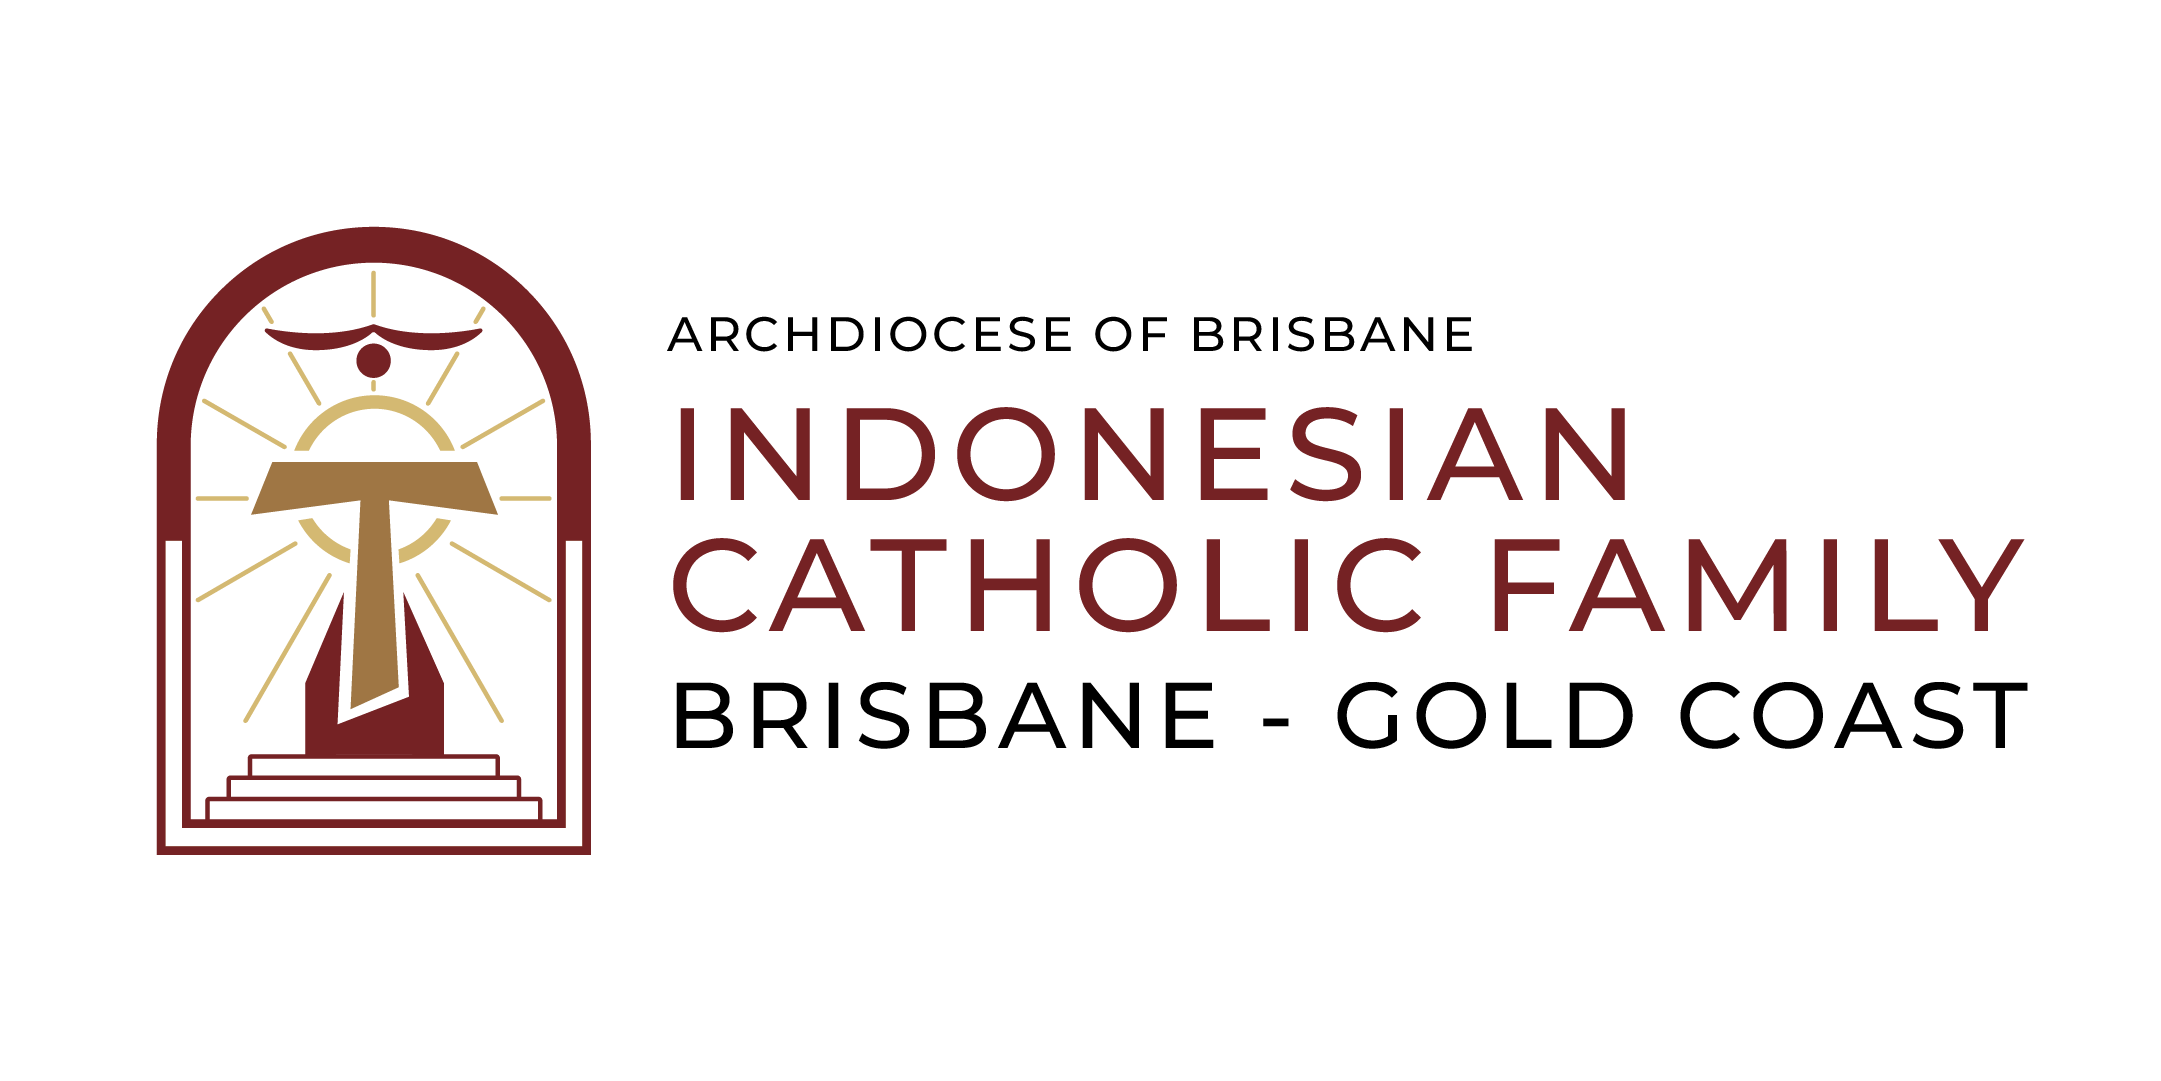 ARCHDIOCESE OF BRISBANE
INDONESIAN
CATHOLIC FAMILY
BRISBANE - GOLD COAST